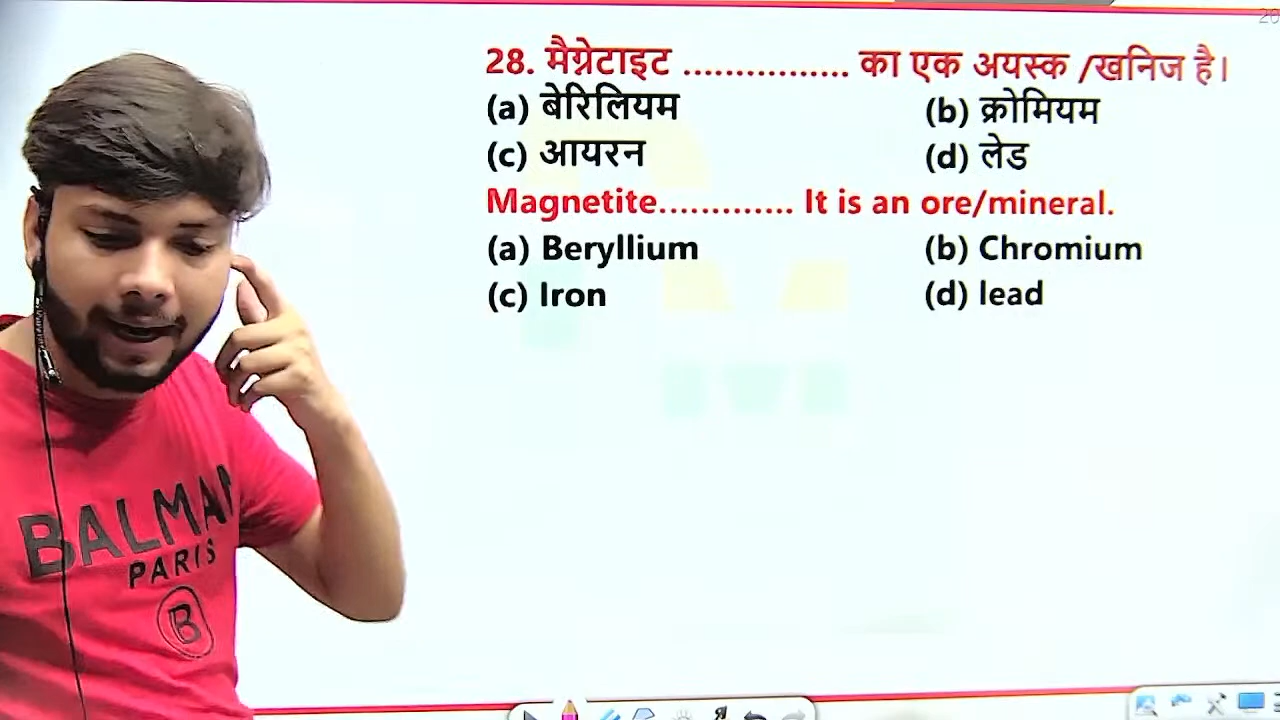 28. मैग्नेटाइट ................ का एक अयस्क /खनिज है।
(a) बेरिलियम (b) क्रोमियम
(c) आयरन (d) लेड
Magnetite............. It is an ore/mineral.
(a) Beryllium (b) Chromium
(c) Iron (d) lead
BALMAI
PARIS
B